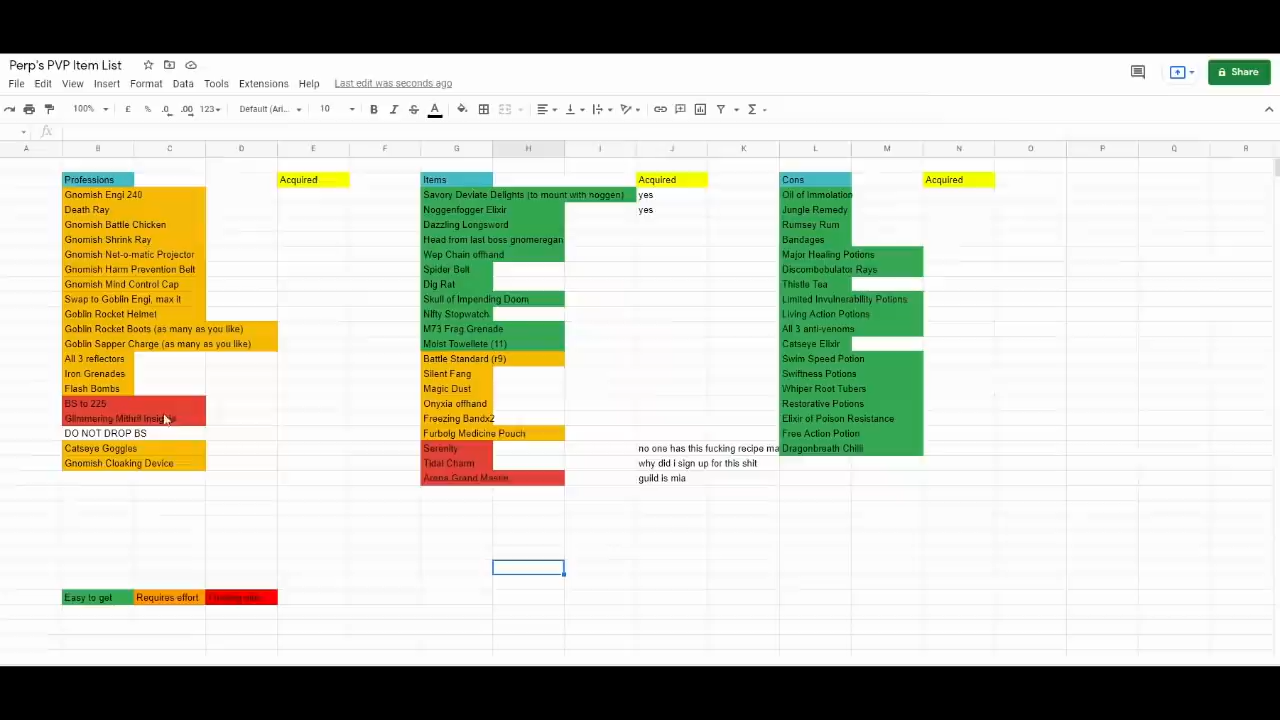 Perp's PVP Item List
File Edit View Insert Format Data Tools Extensions Help Last edit was seconds ago
Share
100% £ % .0 .00 123 Default (Ari... 10 B I S A
fx
A B C D E F G H I J K L M N O P Q R
Professions Acquired Items Acquired Cons Acquired
Gnomish Engi 240 Savory Deviate Delights (to mount with noggen) yes Oil of Immolation
Death Ray Noggenfogger Elixir yes Jungle Remedy
Gnomish Battle Chicken Dazzling Longsword Rumsey Rum
Gnomish Shrink Ray Head from last boss gnomeregan Bandages
Gnomish Net-o-matic Projector Wep Chain offhand Major Healing Potions
Gnomish Harm Prevention Belt Spider Belt Discombobulator Rays
Gnomish Mind Control Cap Dig Rat Thistle Tea
Swap to Goblin Engi, max it Skull of Impending Doom Limited Invulnerability Potions
Goblin Rocket Helmet Nifty Stopwatch Living Action Potions
Goblin Rocket Boots (as many as you like) M73 Frag Grenade All 3 anti-venoms
Goblin Sapper Charge (as many as you like) Moist Towellete (11) Catseye Elixir
All 3 reflectors Battle Standard (r9) Swim Speed Potion
Iron Grenades Silent Fang Swiftness Potions
Flash Bombs Magic Dust Whiper Root Tubers
BS to 225 Onyxia offhand Restorative Potions
Glimmering Mithril Freezing Bandx2 Elixir of Poison Resistance
DO NOT DROP BS Furbolg Medicine Pouch Free Action Potion
Catseye Goggles Serenity no one has this fucking recipe ma Dragonbreath Chilli
Gnomish Cloaking Device Tidal Charm why did i sign up for this shit
Arena Grand Master guild is mia
Easy to get Requires effort